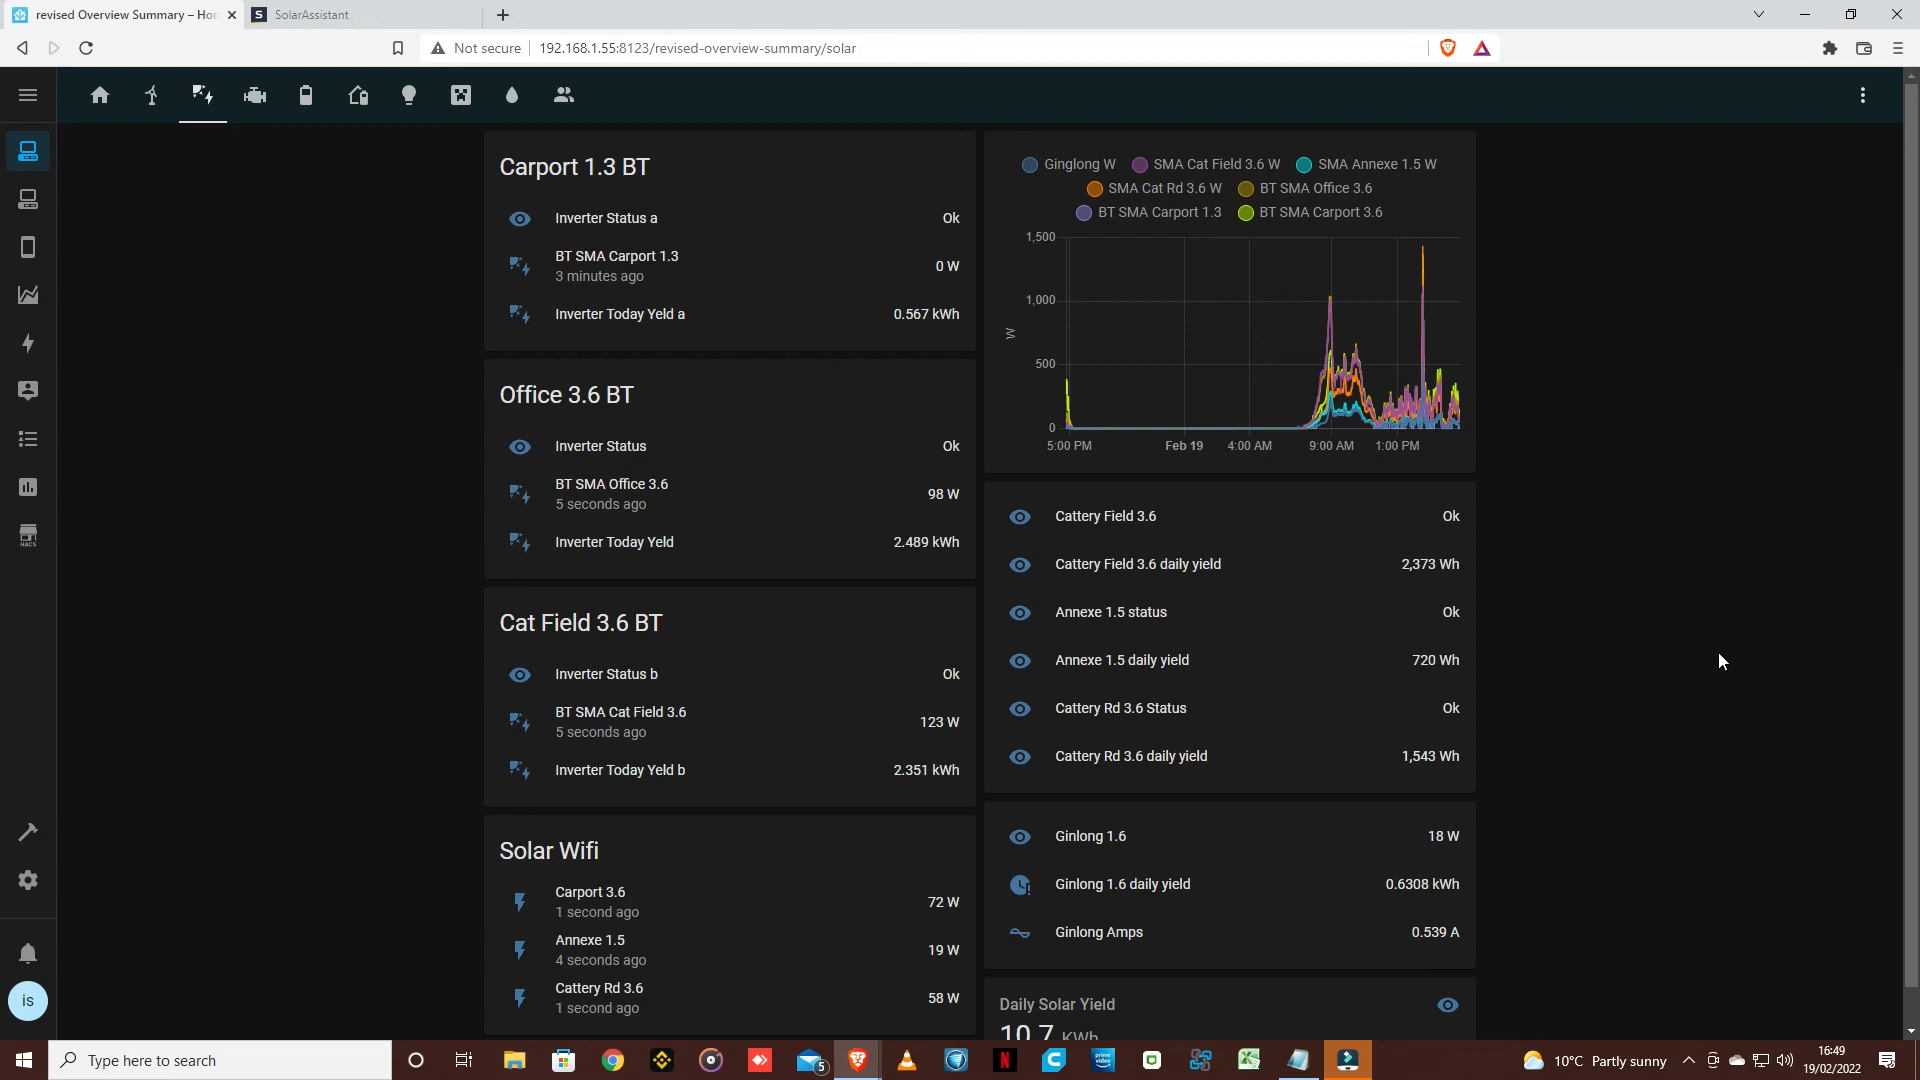 revised Overview Summary – Hor
SolarAssistant
Not secure
192.168.1.55:8123/revised-overview-summary/solar
Carport 1.3 BT
Inverter Status a
Ok
BT SMA Carport 1.3
3 minutes ago
0 W
Inverter Today Yeld a
0.567 kWh
Office 3.6 BT
Inverter Status
Ok
BT SMA Office 3.6
5 seconds ago
98 W
Inverter Today Yeld
2.489 kWh
Cat Field 3.6 BT
Inverter Status b
Ok
BT SMA Cat Field 3.6
5 seconds ago
123 W
Inverter Today Yeld b
2.351 kWh
Solar Wifi
Carport 3.6
1 second ago
72 W
Annexe 1.5
4 seconds ago
19 W
Cattery Rd 3.6
1 second ago
58 W
Ginglong W
SMA Cat Field 3.6 W
SMA Annexe 1.5 W
SMA Cat Rd 3.6 W
BT SMA Office 3.6
BT SMA Carport 1.3
BT SMA Carport 3.6
1,500
1,000
W
500
0
5:00 PM
Feb 19
4:00 AM
9:00 AM
1:00 PM
Cattery Field 3.6
Ok
Cattery Field 3.6 daily yield
2,373 Wh
Annexe 1.5 status
Ok
Annexe 1.5 daily yield
720 Wh
Cattery Rd 3.6 Status
Ok
Cattery Rd 3.6 daily yield
1,543 Wh
Ginlong 1.6
18 W
Ginlong 1.6 daily yield
0.6308 kWh
Ginlong Amps
0.539 A
Daily Solar Yield
10.7 KWh
HACS
is
Type here to search
5
prime video
10°C Partly sunny
16:49
19/02/2022